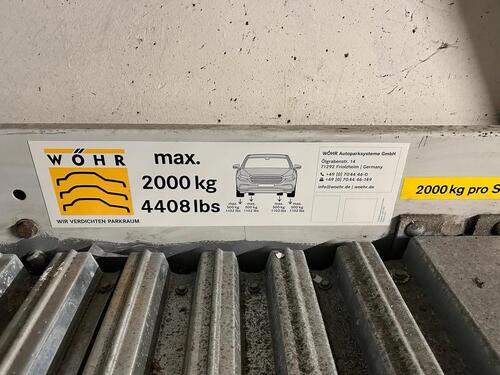 WÖHR
WIR VERDICHTEN PARKRAUM
max.
2000 kg
4408 lbs
max. max. max. max.
500 kg 500 kg 500 kg 500 kg
1102 lbs 1102 lbs 1102 lbs 1102 lbs
WÖHR Autoparksysteme GmbH
Ölgrabenstr. 14
71292 Friolzheim | Germany
+49 [0] 70 44 46-0
+49 [0] 70 44 46-149
info@woehr.de | woehr.de
2000 kg pro S